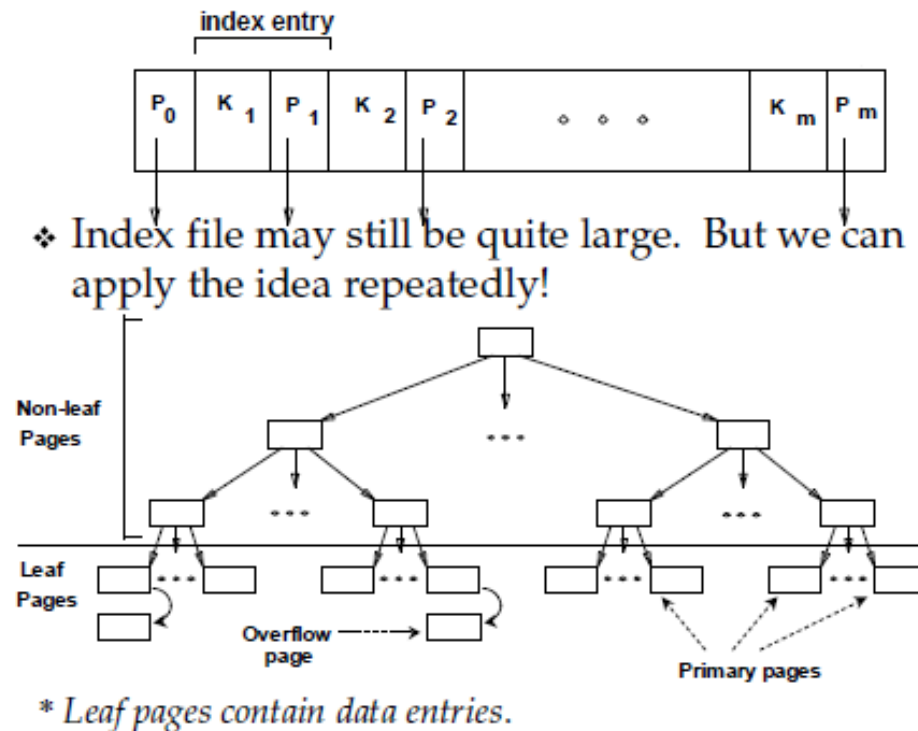 index entry
P0 K1 P1 K2 P2 Km Pm
❖ Index file may still be quite large. But we can
apply the idea repeatedly!
Non-leaf
Pages
Leaf
Pages
Overflow
page
Primary pages
* Leaf pages contain data entries.